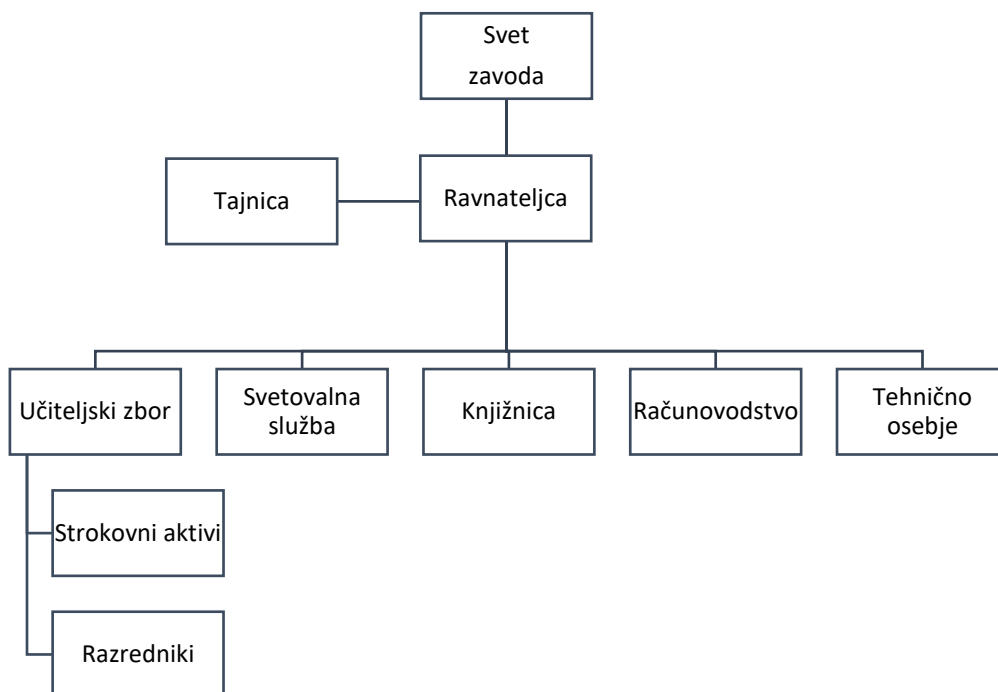 Svet
zavoda
Tajnica
Ravnateljca
Učiteljski zbor
Svetovalna
služba
Knjižnica
Računovodstvo
Tehnično
osebje
Strokovni aktivi
Razredniki